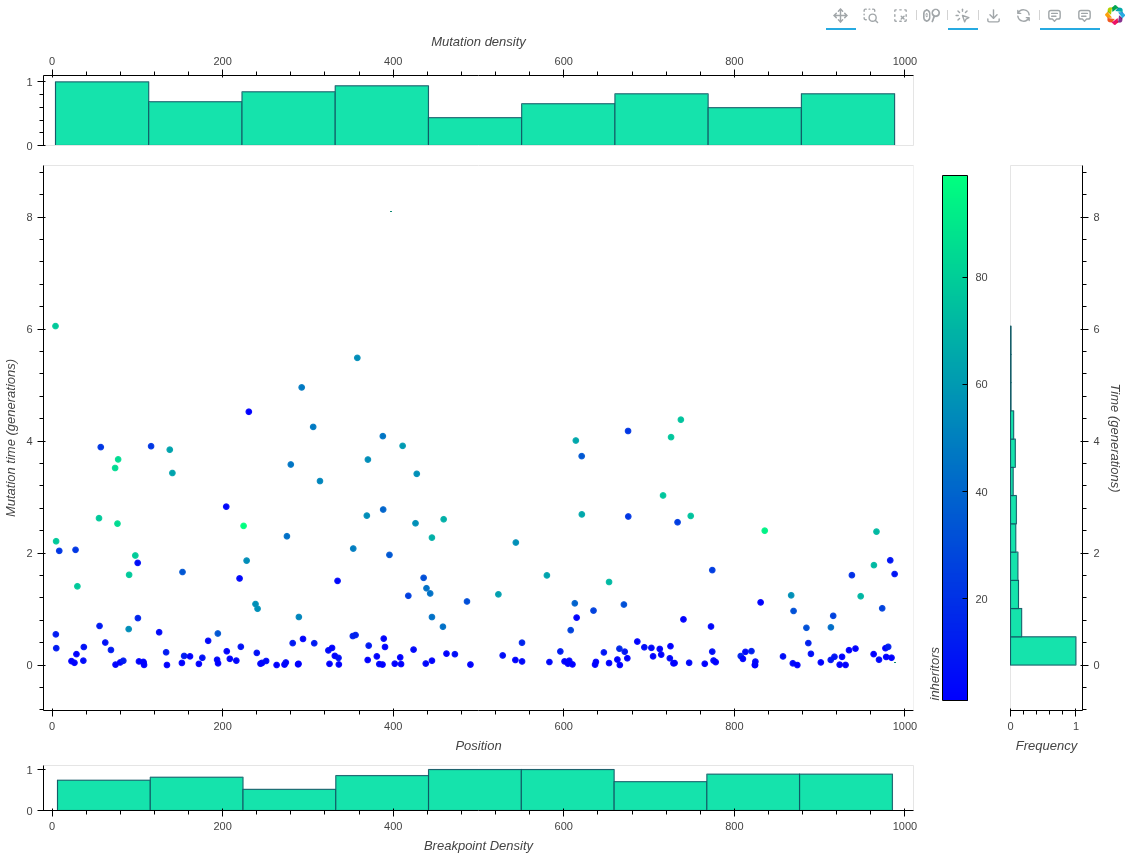 Mutation density
0 200 400 600 800 1000
1
0
8
6
4
2
0
Mutation time (generations)
0 200 400 600 800 1000
Position
80
60
40
20
inheritors
8
6
4
2
0
Time (generations)
0 1
Frequency
1
0
0 200 400 600 800 1000
Breakpoint Density